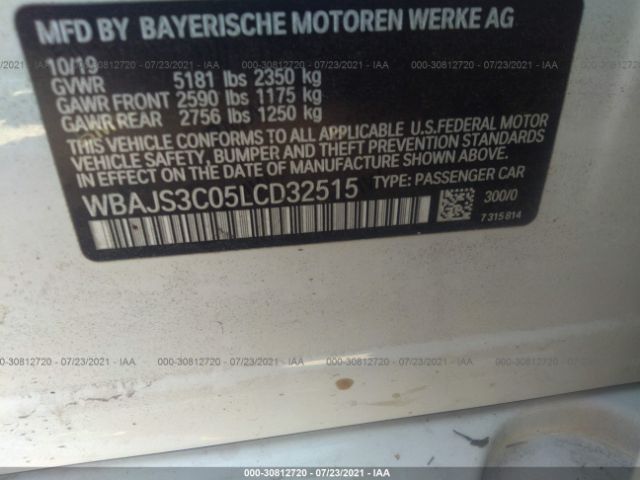 MFD BY BAYERISCHE MOTOREN WERKE AG
10/19
GVWR 5181 lbs 2350 kg
GAWR FRONT 2590 lbs 1175 kg
GAWR REAR 2756 lbs 1250 kg
THIS VEHICLE CONFORMS TO ALL APPLICABLE U.S.FEDERAL MOTOR
VEHICLE SAFETY, BUMPER AND THEFT PREVENTION STANDARDS
IN EFFECT ON THE DATE OF MANUFACTURE SHOWN ABOVE.
WBAJS3C05LCD32515 TYPE: PASSENGER CAR
300/0
7 315 814
000-30812720 - 07/23/2021 - IAA